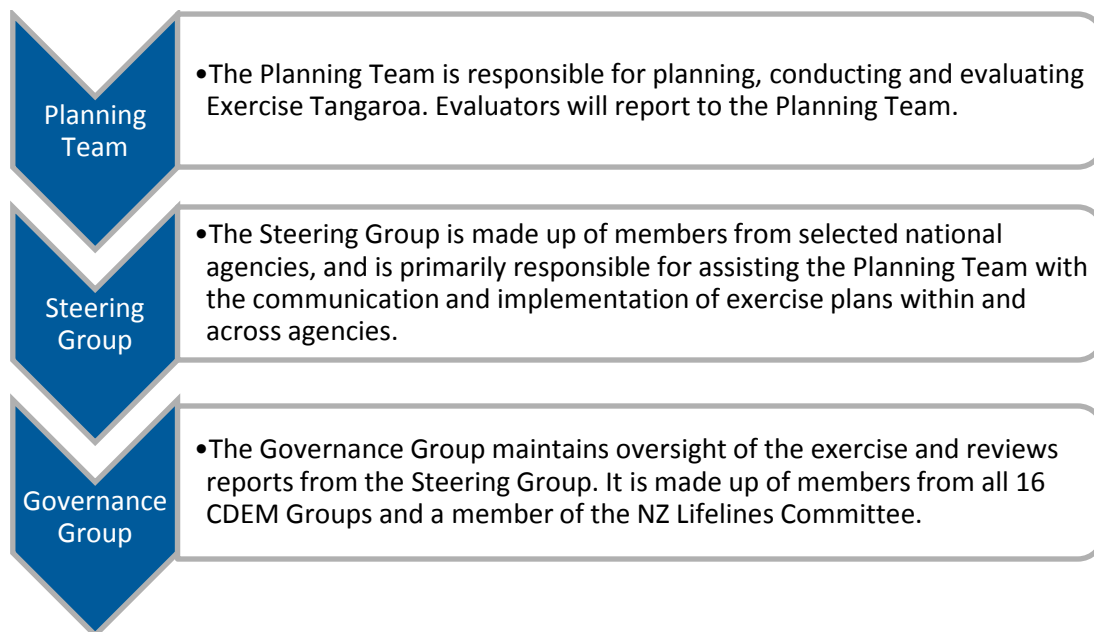 Planning
Team
•The Planning Team is responsible for planning, conducting and evaluating
Exercise Tangaroa. Evaluators will report to the Planning Team.
Steering
Group
•The Steering Group is made up of members from selected national
agencies, and is primarily responsible for assisting the Planning Team with
the communication and implementation of exercise plans within and
across agencies.
Governance
Group
•The Governance Group maintains oversight of the exercise and reviews
reports from the Steering Group. It is made up of members from all 16
CDEM Groups and a member of the NZ Lifelines Committee.